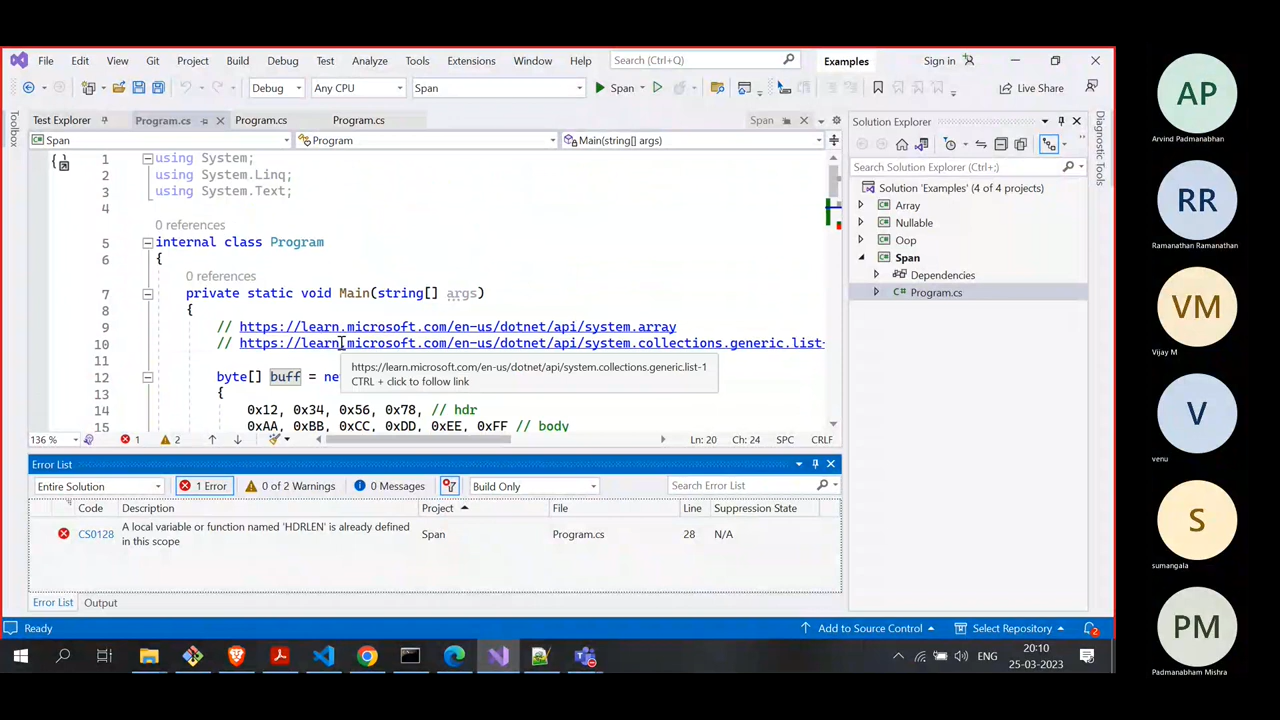 File Edit View Git Project Build Debug Test Analyze Tools Extensions Window Help Search (Ctrl+Q) Examples Sign in
Debug Any CPU Span Span Live Share
Toolbox
Test Explorer Program.cs Program.cs Program.cs Span
Span Program Main(string[] args)
1 using System;
2 using System.Linq;
3 using System.Text;
4
0 references
5 internal class Program
6 {
0 references
7 private static void Main(string[] args)
8 {
9 // https://learn.microsoft.com/en-us/dotnet/api/system.array
10 // https://learn.microsoft.com/en-us/dotnet/api/system.collections.generic.list-
11
https://learn.microsoft.com/en-us/dotnet/api/system.collections.generic.list-1
CTRL + click to follow link
12 byte[] buff = ne
13 {
14 0x12, 0x34, 0x56, 0x78, // hdr
15 0xAA, 0xBB, 0xCC, 0xDD, 0xEE, 0xFF // body
136 % 1 2 Ln: 20 Ch: 24 SPC CRLF
Error List
Entire Solution 1 Error 0 of 2 Warnings 0 Messages Build Only Search Error List
Code Description Project File Line Suppression State
CS0128 A local variable or function named 'HDRLEN' is already defined in this scope Span Program.cs 28 N/A
Error List Output
Solution Explorer
Search Solution Explorer (Ctrl+;)
Solution 'Examples' (4 of 4 projects)
Array
Nullable
Oop
Span
Dependencies
C# Program.cs
Diagnostic Tools
Ready Add to Source Control Select Repository 2
ENG 20:10
25-03-2023
AP
Arvind Padmanabhan
RR
Ramanathan Ramanathan
VM
Vijay M
V
venu
S
sumangala
PM
Padmanabham Mishra